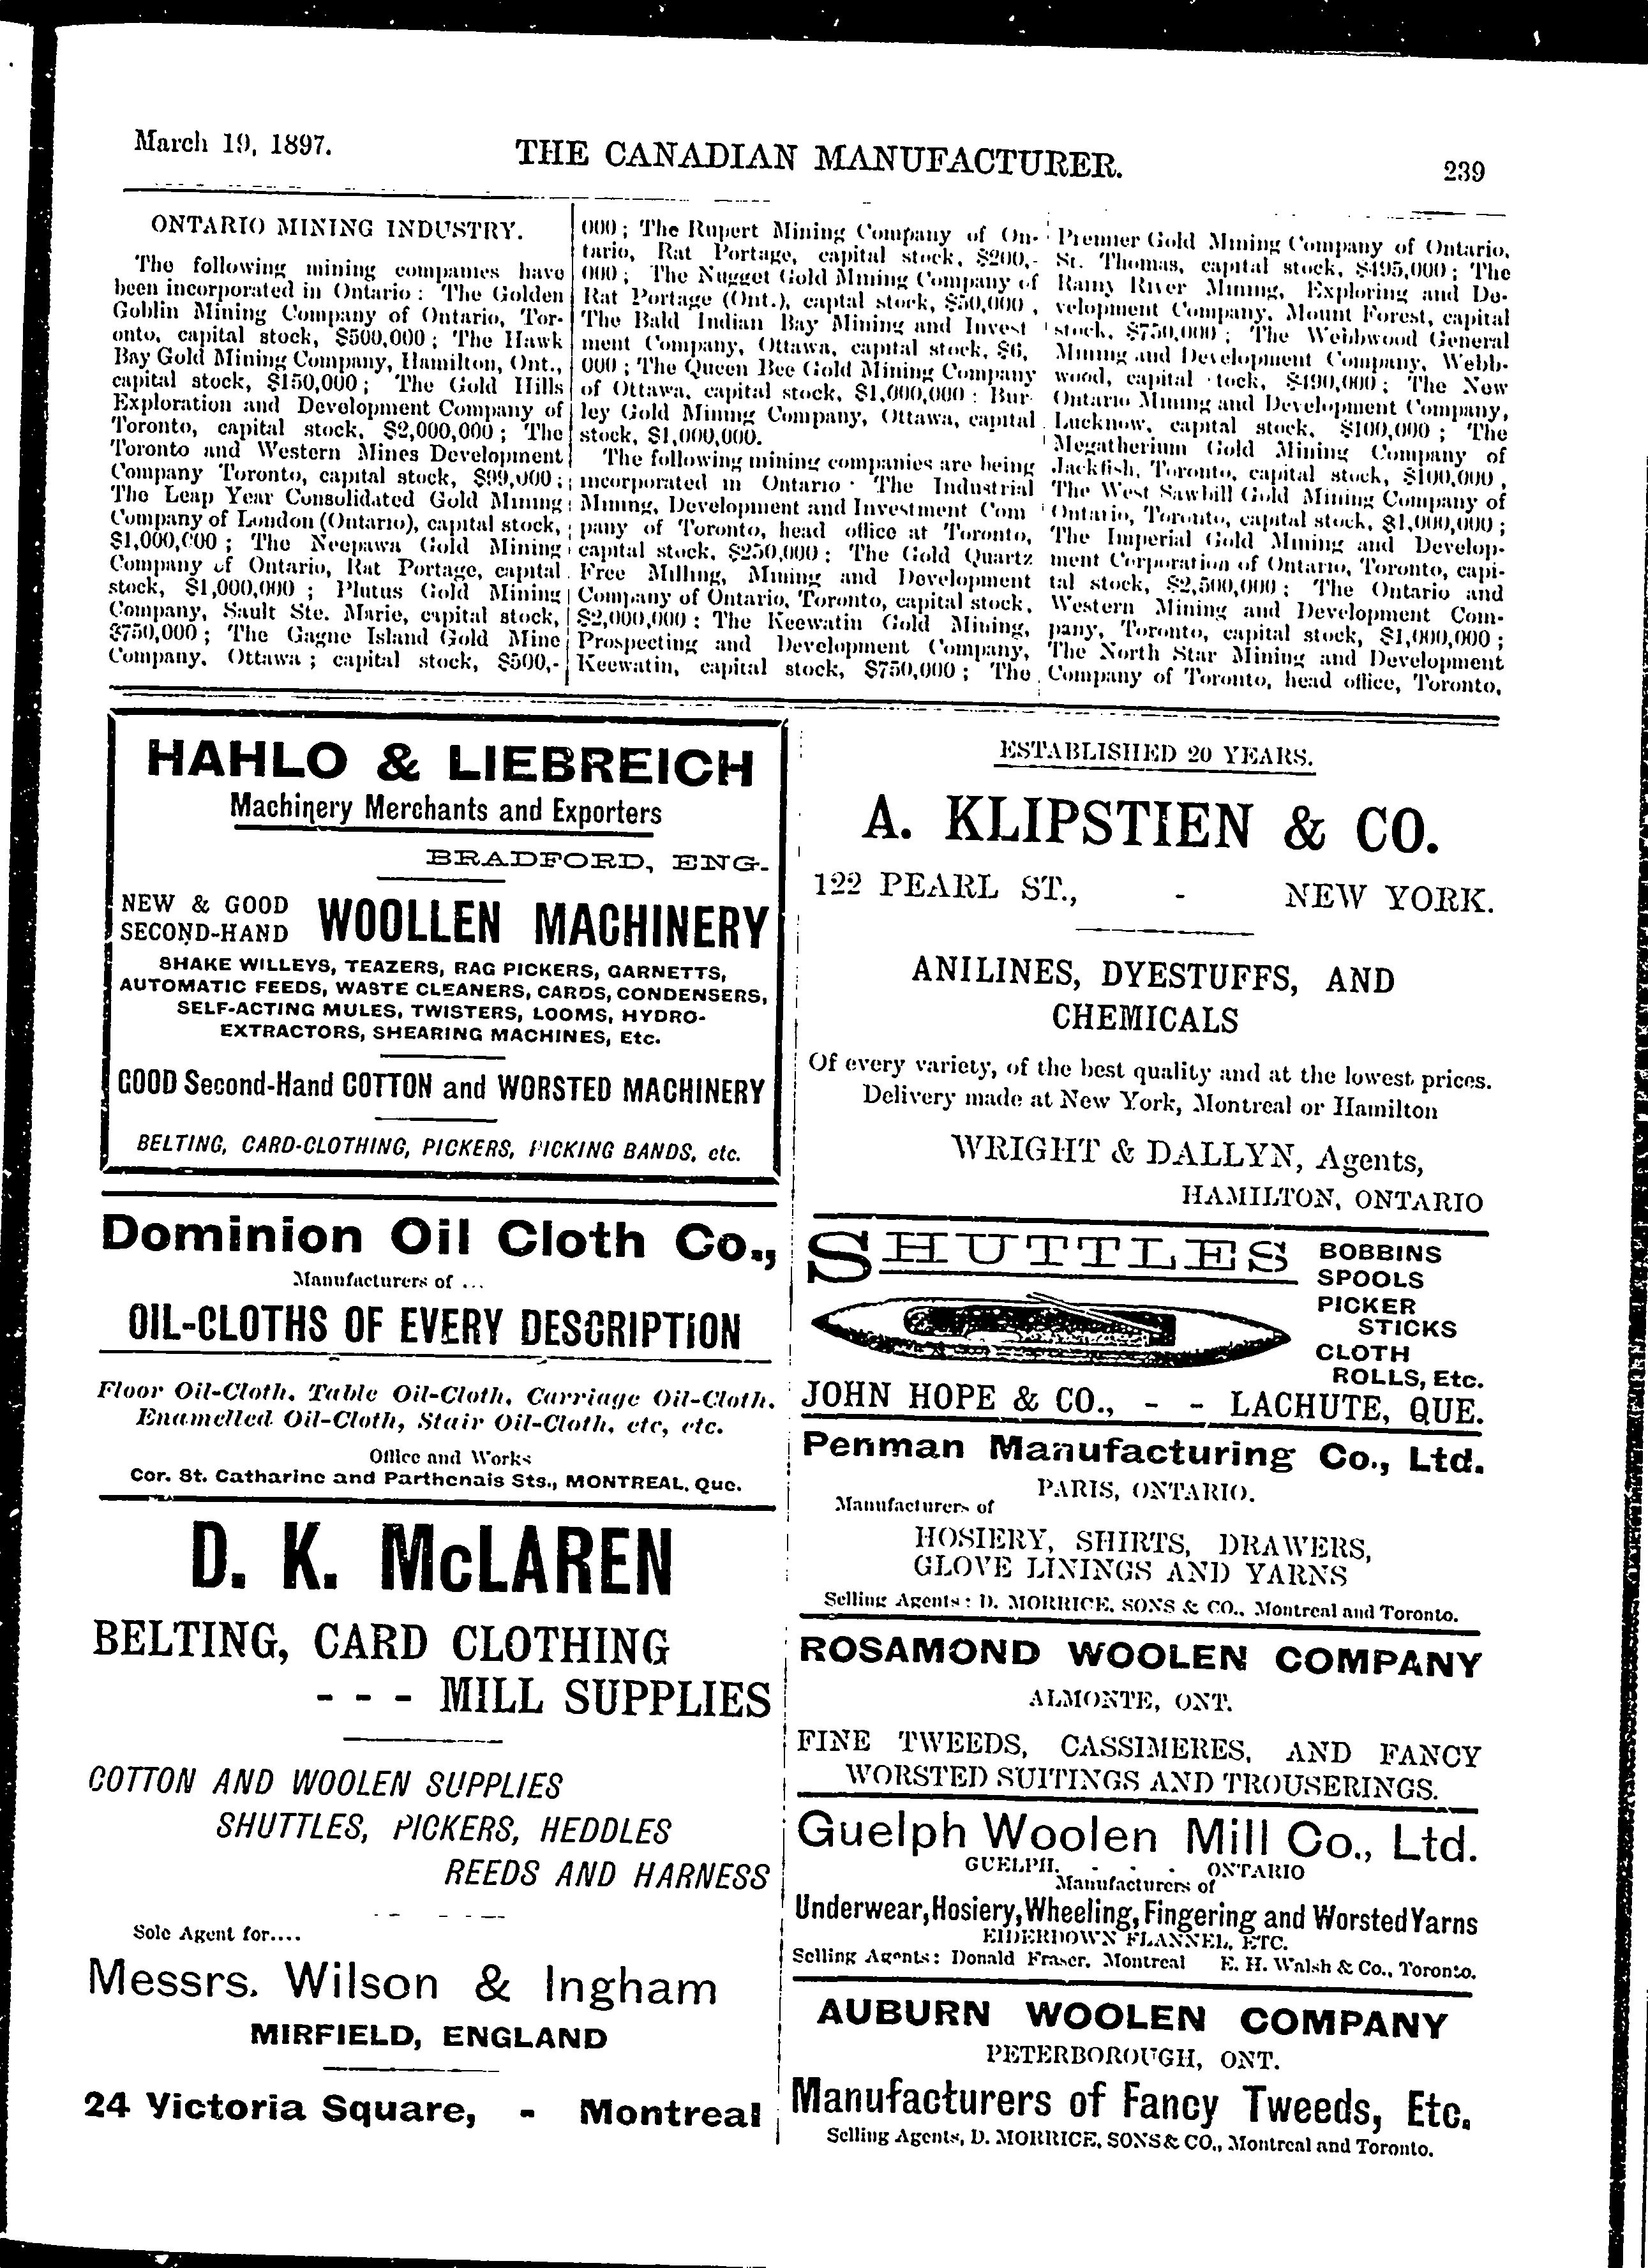 March 19, 1897.
THE CANADIAN MANUFACTURER.
239
ONTARIO MINING INDUSTRY.
The following mining companies have
been incorporated in Ontario: The Golden
Goblin Mining Company of Ontario, Tor-
onto, capital stock, $500,000; The Hawk
Bay Gold Mining Company, Hamilton, Ont.,
capital stock, $150,000; The Gold Hills
Exploration and Development Company of
Toronto, capital stock, $2,000,000; The
Toronto and Western Mines Development
Company Toronto, capital stock, $99,000;
The Leap Year Consolidated Gold Mining
Company of London (Ontario), capital stock,
$1,000,000; The Neepawa Gold Mining
Company of Ontario, Rat Portage, capital
stock, $1,000,000 ; Plutus Gold Mining
Company, Sault Ste. Marie, capital stock,
$750,000; The Gagne Island Gold Mine
Company, Ottawa; capital stock, $500,-
000; The Rupert Mining Company of On-
tario, Rat Portage, capital stock, $200,-
000; The Nugget Gold Mining Company of
Rat Portage (Ont.), captal stock, $50,000,
The Bald Indian Bay Mining and Invest
ment Company, Ottawa, capital stock, $6,
000; The Queen Bee Gold Mining Company
of Ottawa, capital stock, $1,000,000: Bur-
ley Gold Mining Company, Ottawa, capital
stock, $1,000,000.
The following mining companies are being
incorporated in Ontario: The Industrial
Mining, Development and Investment Com
pany of Toronto, head office at Toronto,
capital stock, $250,000: The Gold Quartz
Free Milling, Mining and Development
Company of Ontario, Toronto, capital stock,
$2,000,000: The Keewatin Gold Mining,
Prospecting and Development Company,
Keewatin, capital stock, $750,000; The
Premier Gold Mining Company of Ontario,
St. Thomas, capital stock, $495,000; The
Rainy River Mining, Exploring and De-
velopment Company, Mount Forest, capital
stock, $750,000; The Webbwood General
Mining and Development Company, Webb-
wood, capital stock, $490,000; The New
Ontario Mining and Development Company,
Lucknow, capital stock, $100,000; The
Megatherium Gold Mining Company of
Jackfish, Toronto, capital stock, $100,000,
The West Sawbill Gold Mining Company of
Ontario, Toronto, capital stock, $1,000,000;
The Imperial Gold Mining and Develop-
ment Corporation of Ontario, Toronto, capi-
tal stock, $2,500,000; The Ontario and
Western Mining and Development Com-
pany, Toronto, capital stock, $1,000,000;
The North Star Mining and Development
Company of Toronto, head office, Toronto,
HAHLO & LIEBREICH
Machinery Merchants and Exporters
BRADFORD, ENG.
NEW & GOOD
SECOND-HAND WOOLLEN MACHINERY
SHAKE WILLEYS, TEAZERS, RAG PICKERS, GARNETTS,
AUTOMATIC FEEDS, WASTE CLEANERS, CARDS, CONDENSERS,
SELF-ACTING MULES, TWISTERS, LOOMS, HYDRO-
EXTRACTORS, SHEARING MACHINES, Etc.
GOOD Second-Hand COTTON and WORSTED MACHINERY
BELTING, CARD-CLOTHING, PICKERS, PICKING BANDS, etc.
Dominion Oil Cloth Co.,
Manufacturers of ...
OIL-CLOTHS OF EVERY DESCRIPTION
Floor Oil-Cloth, Table Oil-Cloth, Carriage Oil-Cloth,
Enamelled Oil-Cloth, Stair Oil-Cloth, etc, etc.
Office and Works
Cor. St. Catharine and Parthenais Sts., MONTREAL, Que.
D. K. McLAREN
BELTING, CARD CLOTHING
- - - MILL SUPPLIES
COTTON AND WOOLEN SUPPLIES
SHUTTLES, PICKERS, HEDDLES
REEDS AND HARNESS
Sole Agent for....
Messrs. Wilson & Ingham
MIRFIELD, ENGLAND
24 Victoria Square, - Montreal
ESTABLISHED 20 YEARS.
A. KLIPSTIEN & CO.
122 PEARL ST., - NEW YORK.
ANILINES, DYESTUFFS, AND
CHEMICALS
Of every variety, of the best quality and at the lowest prices.
Delivery made at New York, Montreal or Hamilton
WRIGHT & DALLYN, Agents,
HAMILTON, ONTARIO
SHUTTLES
BOBBINS
SPOOLS
PICKER
STICKS
CLOTH
ROLLS, Etc.
JOHN HOPE & CO., - - LACHUTE, QUE.
Penman Manufacturing Co., Ltd.
PARIS, ONTARIO.
Manufacturers of
HOSIERY, SHIRTS, DRAWERS,
GLOVE LININGS AND YARNS
Selling Agents: D. MORRICE, SONS & CO., Montreal and Toronto.
ROSAMOND WOOLEN COMPANY
ALMONTE, ONT.
FINE TWEEDS, CASSIMERES, AND FANCY
WORSTED SUITINGS AND TROUSERINGS.
Guelph Woolen Mill Co., Ltd.
GUELPH, - - - ONTARIO
Manufacturers of
Underwear, Hosiery, Wheeling, Fingering and Worsted Yarns
EIDERDOWN FLANNEL, ETC.
Selling Agents: Donald Fraser, Montreal E. H. Walsh & Co., Toronto.
AUBURN WOOLEN COMPANY
PETERBOROUGH, ONT.
Manufacturers of Fancy Tweeds, Etc.
Selling Agents, D. MORRICE, SONS & CO., Montreal and Toronto.